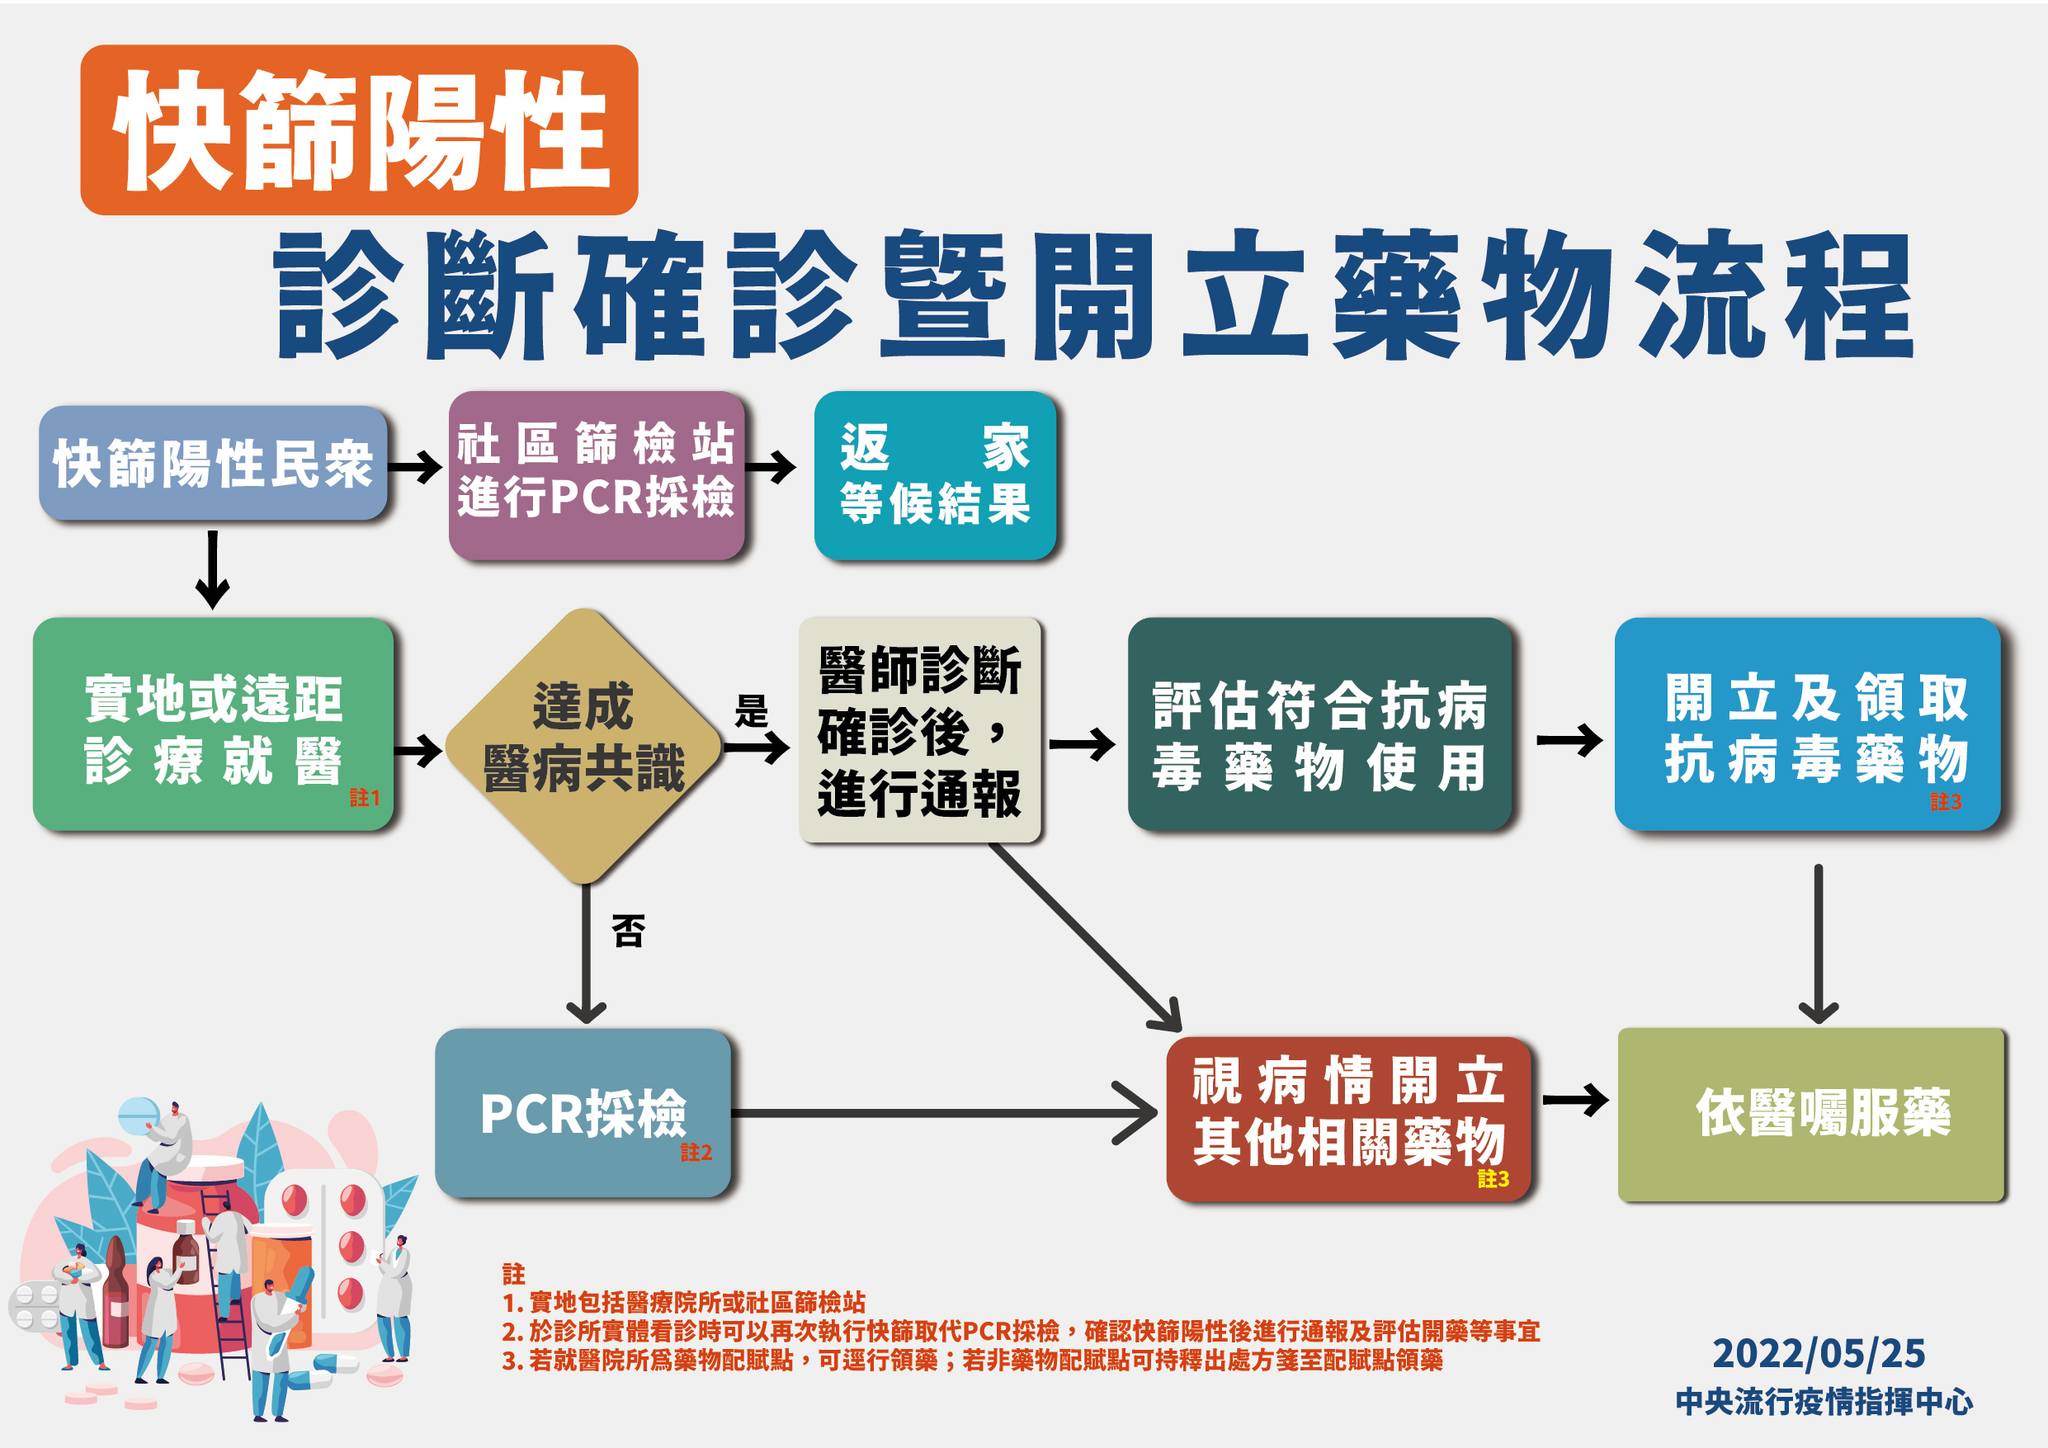 快篩陽性
診斷確診暨開立藥物流程
快篩陽性民眾
社區篩檢站
進行PCR採檢
返家
等候結果
實地或遠距
診療就醫
註1
達成
醫病共識
是
否
醫師診斷
確診後，
進行通報
評估符合抗病
毒藥物使用
開立及領取
抗病毒藥物
註3
PCR採檢
註2
視病情開立
其他相關藥物
註3
依醫囑服藥
註
1. 實地包括醫療院所或社區篩檢站
2. 於診所實體看診時可以再次執行快篩取代PCR採檢，確認快篩陽性後進行通報及評估開藥等事宜
3. 若就醫院所為藥物配賦點，可逕行領藥；若非藥物配賦點可持釋出處方箋至配賦點領藥
2022/05/25
中央流行疫情指揮中心